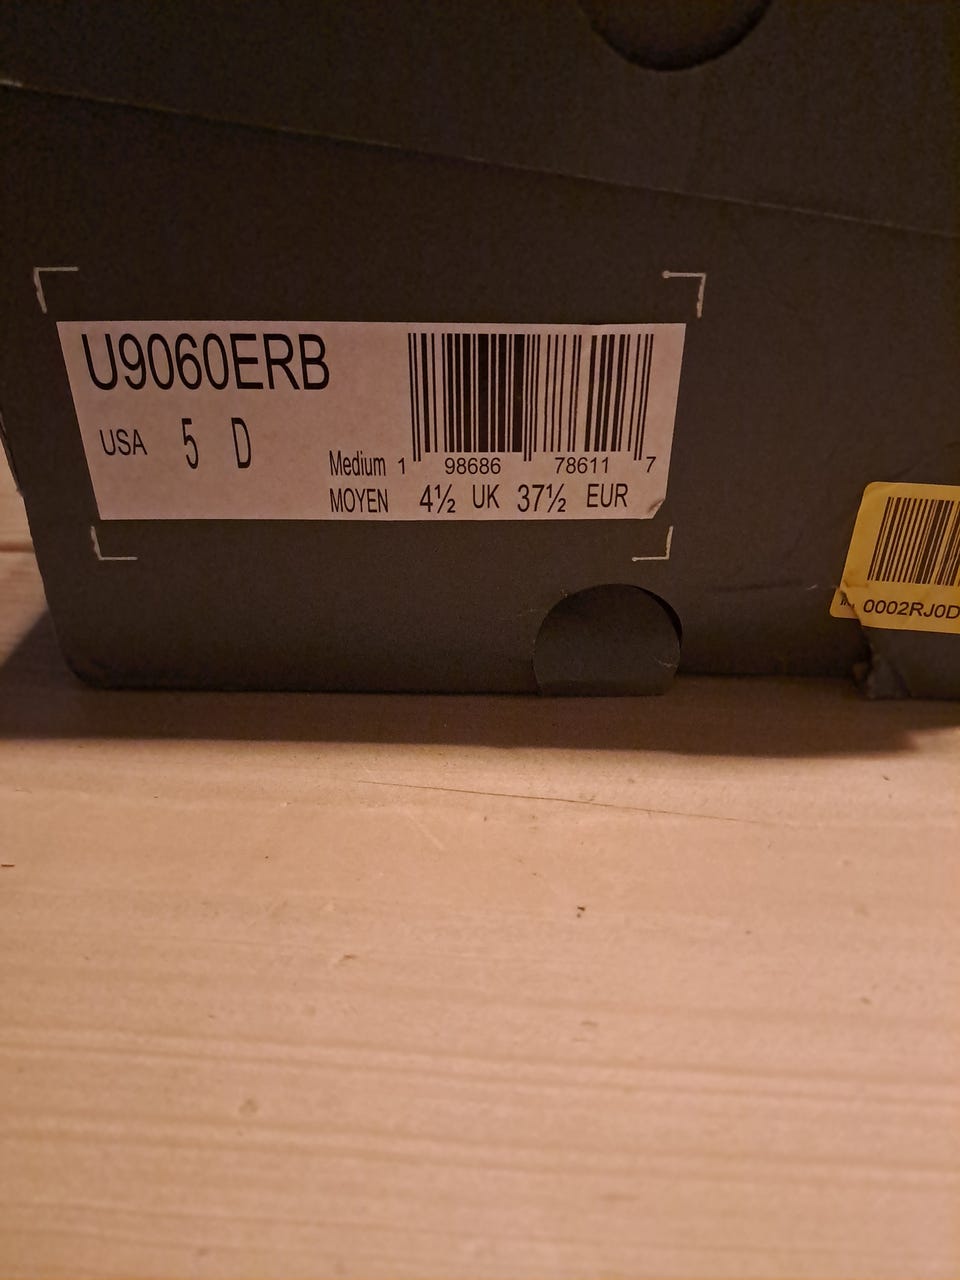 U9060ERB
USA 5 D
Medium 1 98686 78611 7
MOYEN 4½ UK 37½ EUR
0002RJ0D